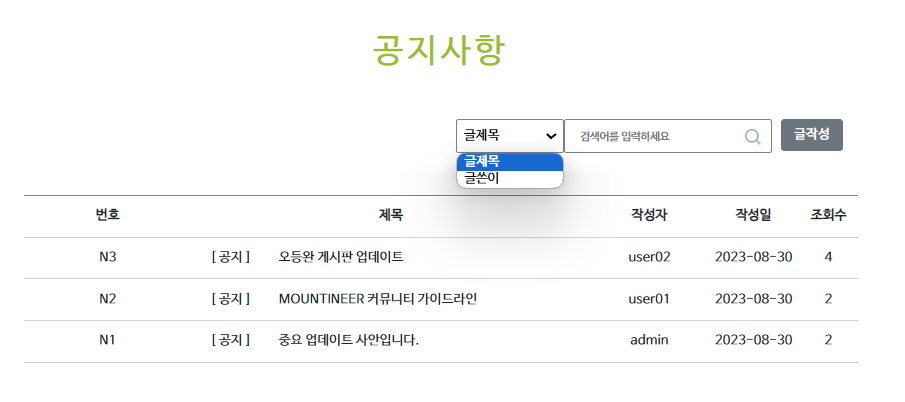 공지사항
글제목 검색어를 입력하세요 글작성
글제목
글쓴이
번호 제목 작성자 작성일 조회수
N3 [ 공지 ] 오등완 게시판 업데이트 user02 2023-08-30 4
N2 [ 공지 ] MOUNTINEER 커뮤니티 가이드라인 user01 2023-08-30 2
N1 [ 공지 ] 중요 업데이트 사안입니다. admin 2023-08-30 2